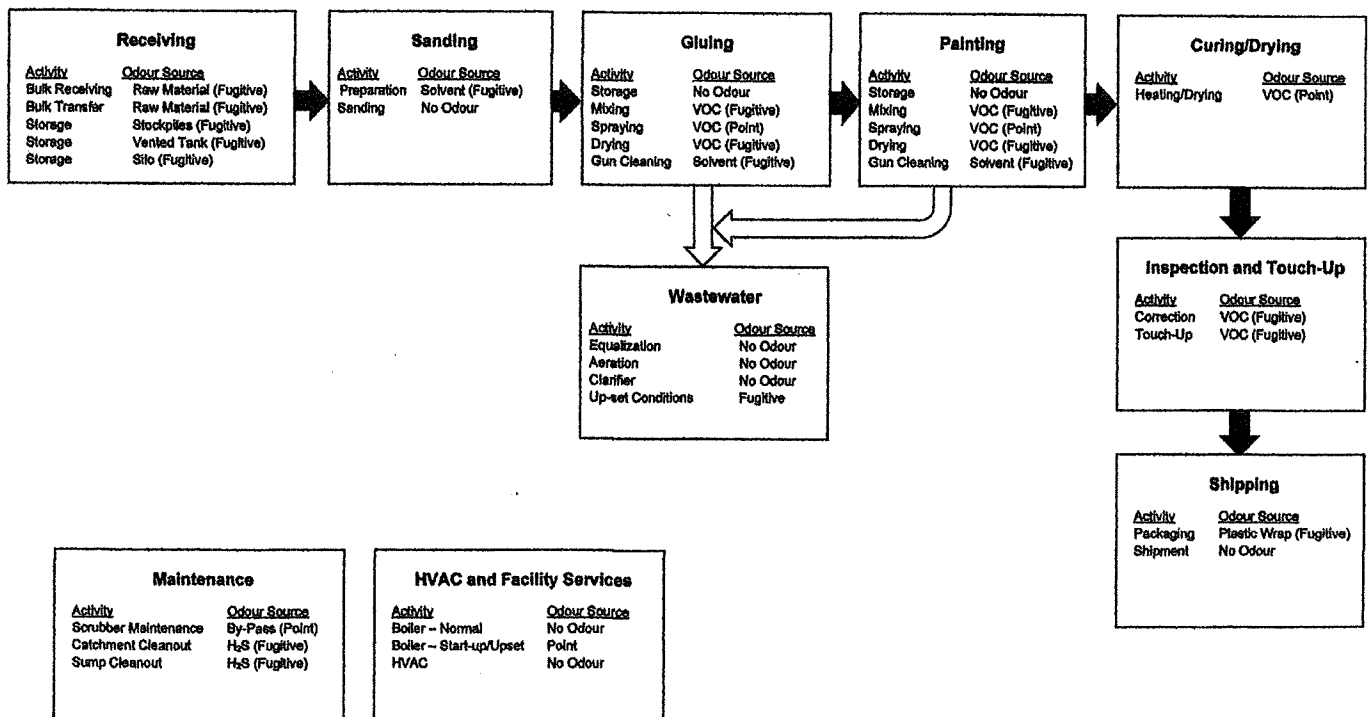 Receiving
Activity Odour Source
Bulk Receiving Raw Material (Fugitive)
Bulk Transfer Raw Material (Fugitive)
Storage Stockpiles (Fugitive)
Storage Vented Tank (Fugitive)
Storage Silo (Fugitive)
Sanding
Activity Odour Source
Preparation Solvent (Fugitive)
Sanding No Odour
Gluing
Activity Odour Source
Storage No Odour
Mixing VOC (Fugitive)
Spraying VOC (Point)
Drying VOC (Fugitive)
Gun Cleaning Solvent (Fugitive)
Painting
Activity Odour Source
Storage No Odour
Mixing VOC (Fugitive)
Spraying VOC (Point)
Drying VOC (Fugitive)
Gun Cleaning Solvent (Fugitive)
Curing/Drying
Activity Odour Source
Heating/Drying VOC (Point)
Wastewater
Activity Odour Source
Equalization No Odour
Aeration No Odour
Clarifier No Odour
Up-set Conditions Fugitive
Inspection and Touch-Up
Activity Odour Source
Correction VOC (Fugitive)
Touch-Up VOC (Fugitive)
Shipping
Activity Odour Source
Packaging Plastic Wrap (Fugitive)
Shipment No Odour
Maintenance
Activity Odour Source
Scrubber Maintenance By-Pass (Point)
Catchment Cleanout H₂S (Fugitive)
Sump Cleanout H₂S (Fugitive)
HVAC and Facility Services
Activity Odour Source
Boiler – Normal No Odour
Boiler – Start-up/Upset Point
HVAC No Odour